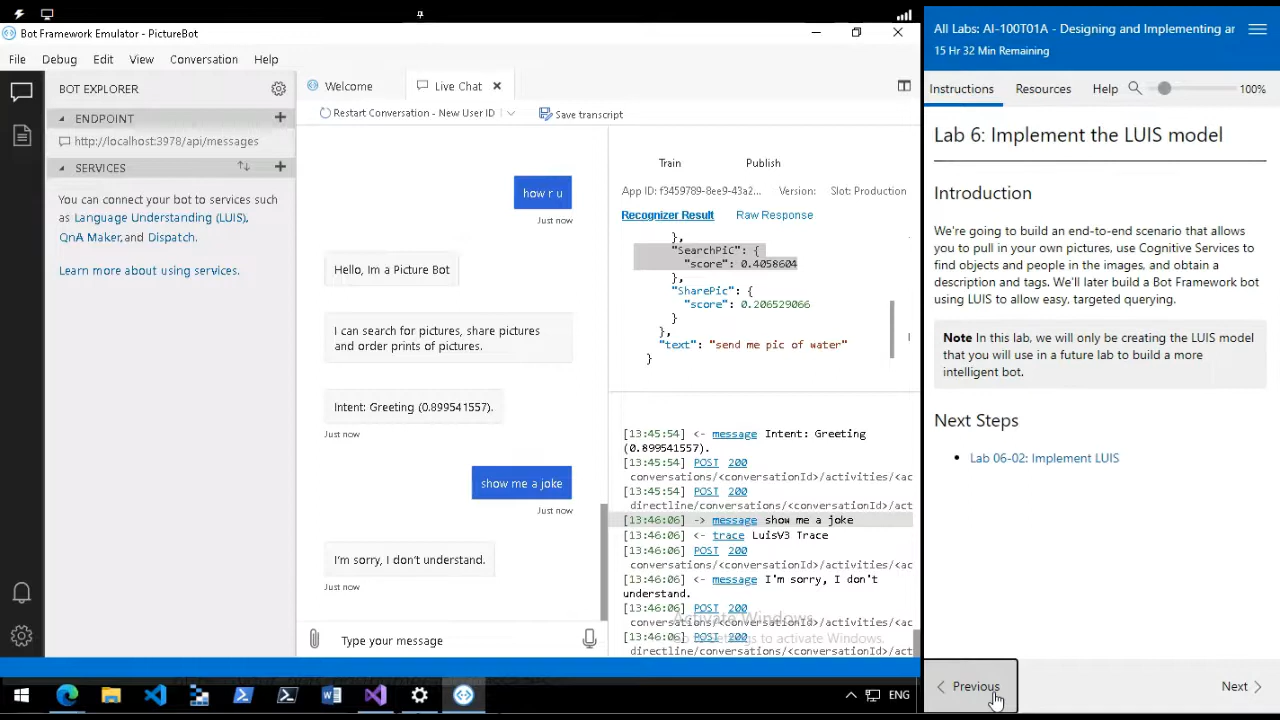 Bot Framework Emulator - PictureBot
File Debug Edit View Conversation Help
BOT EXPLORER
ENDPOINT
http://localhost:3978/api/messages
SERVICES
You can connect your bot to services such
as Language Understanding (LUIS),
QnA Maker,and Dispatch.
Learn more about using services.
Welcome
Live Chat
Restart Conversation - New User ID
Save transcript
how r u
Just now
Hello, Im a Picture Bot
I can search for pictures, share pictures
and order prints of pictures.
Intent: Greeting (0.899541557).
Just now
show me a joke
Just now
I'm sorry, I don't understand.
Just now
Type your message
Train Publish
App ID: f3459789-8ee9-43a2... Version: Slot: Production
Recognizer Result Raw Response
},
"SearchPic": {
"score": 0.4058604
},
"SharePic": {
"score": 0.206529066
}
},
"text": "send me pic of water"
}
[13:45:54] <- message Intent: Greeting
(0.899541557).
[13:45:54] POST 200
conversations/<conversationId>/activities/<ac
[13:45:54] POST 200
directline/conversations/<conversationId>/activities
[13:46:06] -> message show me a joke
[13:46:06] <- trace LuisV3 Trace
[13:46:06] POST 200
conversations/<conversationId>/activities/<ac
[13:46:06] <- message I'm sorry, I don't
understand.
[13:46:06] POST 200
conversations/<conversationId>/activities/<ac
[13:46:06] POST 200
directline/conversations/<conversationId>/activities
Activate Windows
Go to Settings to activate Windows.
ENG
All Labs: AI-100T01A - Designing and Implementing ar
15 Hr 32 Min Remaining
Instructions Resources Help 100%
Lab 6: Implement the LUIS model
Introduction
We're going to build an end-to-end scenario that allows
you to pull in your own pictures, use Cognitive Services to
find objects and people in the images, and obtain a
description and tags. We'll later build a Bot Framework bot
using LUIS to allow easy, targeted querying.
Note In this lab, we will only be creating the LUIS model
that you will use in a future lab to build a more
intelligent bot.
Next Steps
Lab 06-02: Implement LUIS
Previous
Next